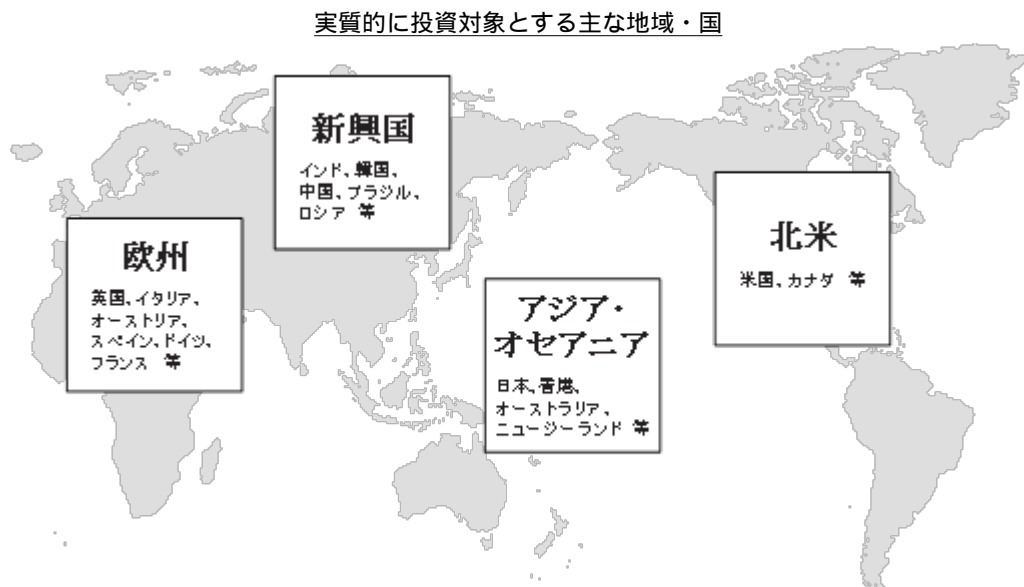 実質的に投資対象とする主な地域・国
新興国
インド、韓国、
中国、ブラジル、
ロシア 等
欧州
英国、イタリア、
オーストリア、
スペイン、ドイツ、
フランス 等
アジア・
オセアニア
日本、香港、
オーストラリア、
ニュージーランド 等
北米
米国、カナダ 等